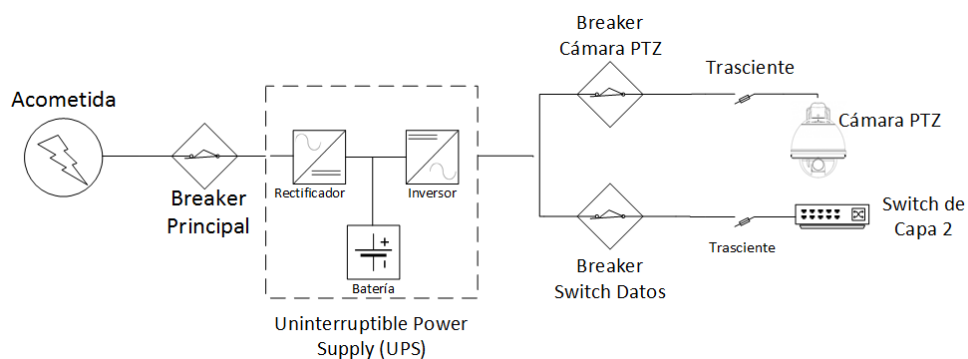 Acometida
Breaker
Principal
Rectificador
Inversor
Batería
Uninterruptible Power
Supply (UPS)
Breaker
Cámara PTZ
Trasciente
Cámara PTZ
Breaker
Switch Datos
Trasciente
Switch de
Capa 2